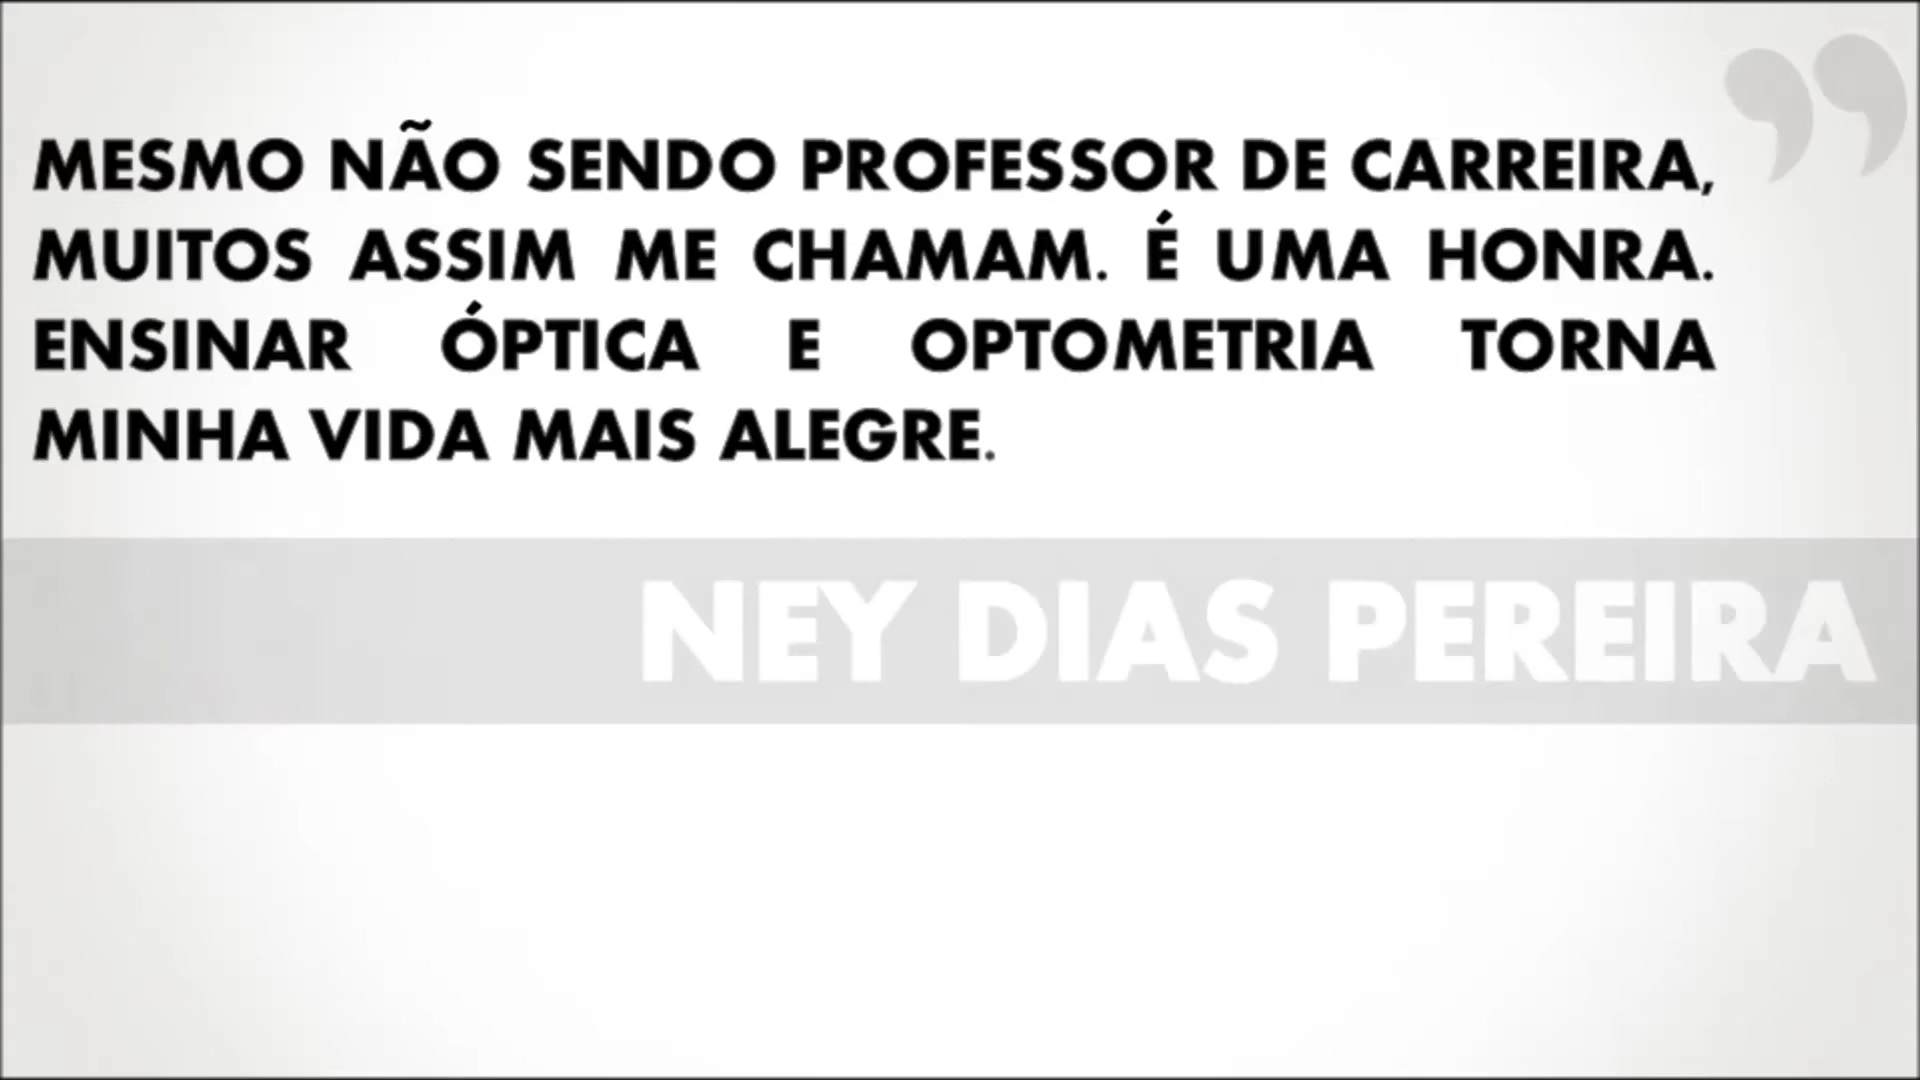 MESMO NÃO SENDO PROFESSOR DE CARREIRA,
MUITOS ASSIM ME CHAMAM. É UMA HONRA.
ENSINAR ÓPTICA E OPTOMETRIA TORNA
MINHA VIDA MAIS ALEGRE.
NEY DIAS PEREIRA